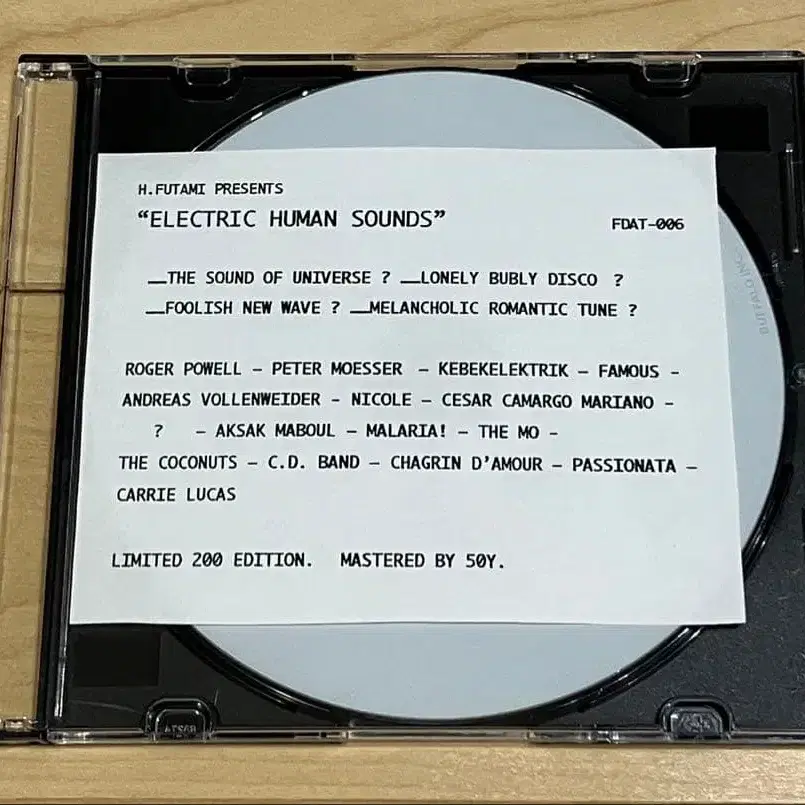 H.FUTAMI PRESENTS
“ELECTRIC HUMAN SOUNDS”
FDAT-006
__THE SOUND OF UNIVERSE ? __LONELY BUBLY DISCO ?
__FOOLISH NEW WAVE ? __MELANCHOLIC ROMANTIC TUNE ?
ROGER POWELL – PETER MOESSER – KEBEKELEKTRIK – FAMOUS –
ANDREAS VOLLENWEIDER – NICOLE – CESAR CAMARGO MARIANO –
? – AKSAK MABOUL – MALARIA! – THE MO –
THE COCONUTS – C.D. BAND – CHAGRIN D’AMOUR – PASSIONATA –
CARRIE LUCAS
LIMITED 200 EDITION. MASTERED BY 50Y.
BUFFALO INC.